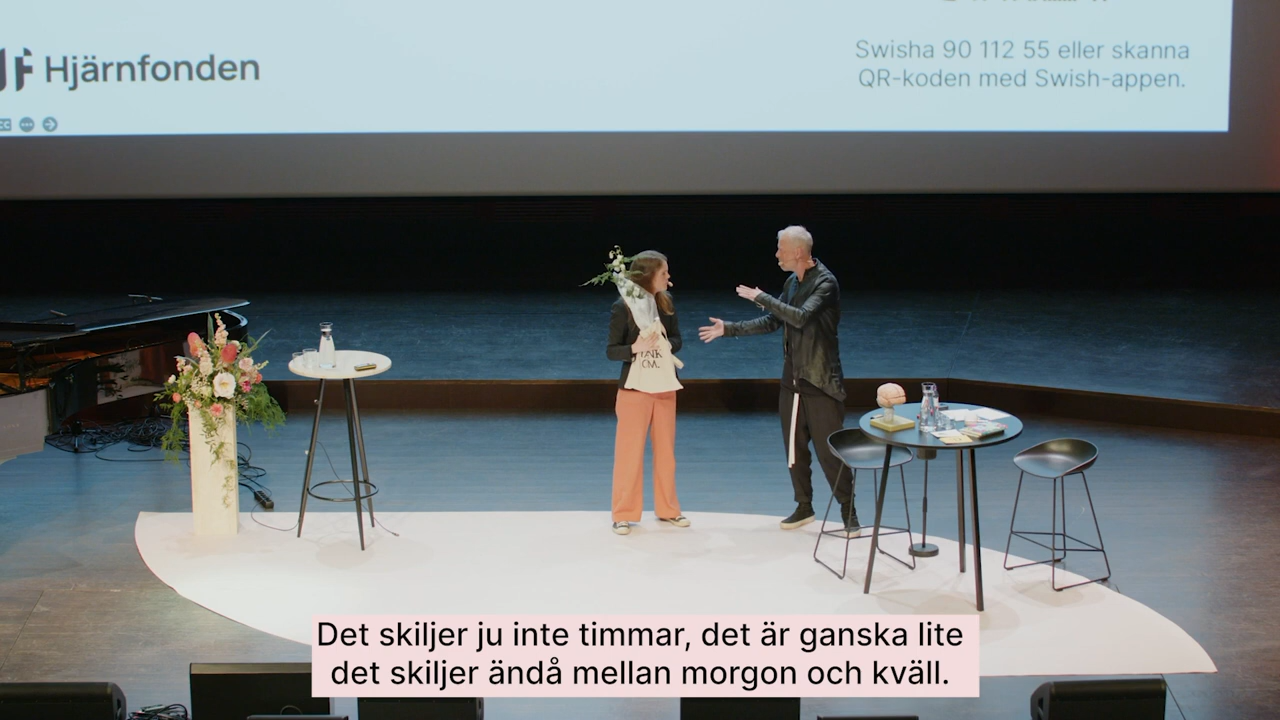 Hjärnfonden
Swisha 90 112 55 eller skanna
QR-koden med Swish-appen.
Det skiljer ju inte timmar, det är ganska lite
det skiljer ändå mellan morgon och kväll.